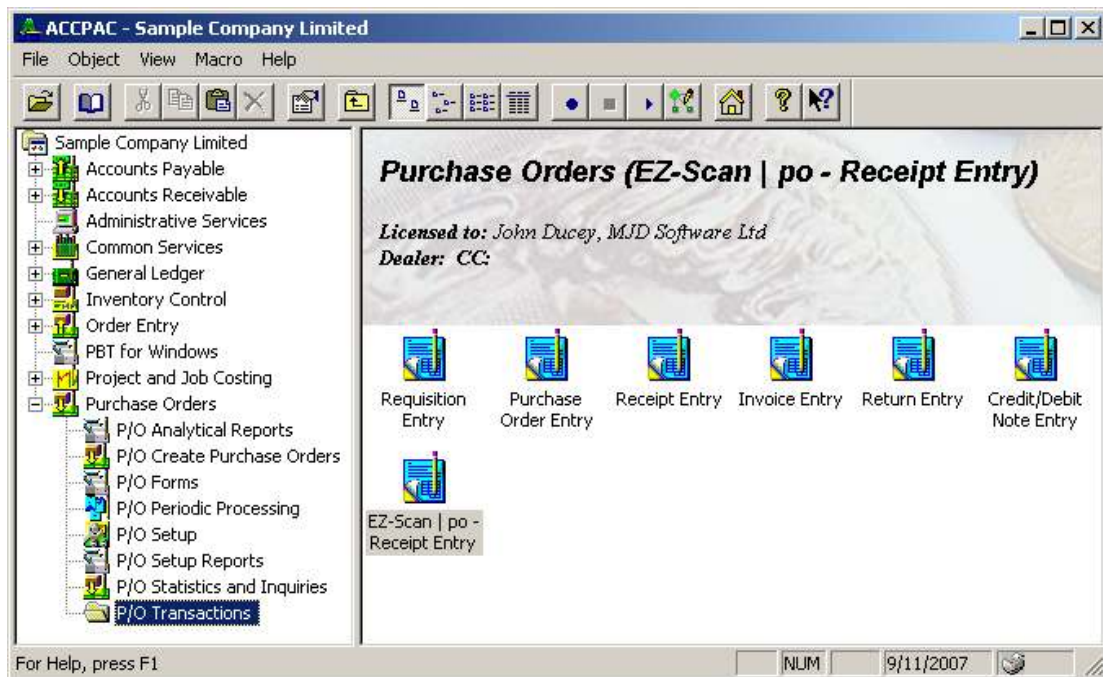 ACCPAC - Sample Company Limited
File Object View Macro Help
Sample Company Limited
Accounts Payable
Accounts Receivable
Administrative Services
Common Services
General Ledger
Inventory Control
Order Entry
PBT for Windows
Project and Job Costing
Purchase Orders
P/O Analytical Reports
P/O Create Purchase Orders
P/O Forms
P/O Periodic Processing
P/O Setup
P/O Setup Reports
P/O Statistics and Inquiries
P/O Transactions
Purchase Orders (EZ-Scan | po - Receipt Entry)
Licensed to: John Ducey, MJD Software Ltd
Dealer: CC:
Requisition
Entry
Purchase
Order Entry
Receipt Entry
Invoice Entry
Return Entry
Credit/Debit
Note Entry
EZ-Scan | po -
Receipt Entry
For Help, press F1
NUM
9/11/2007